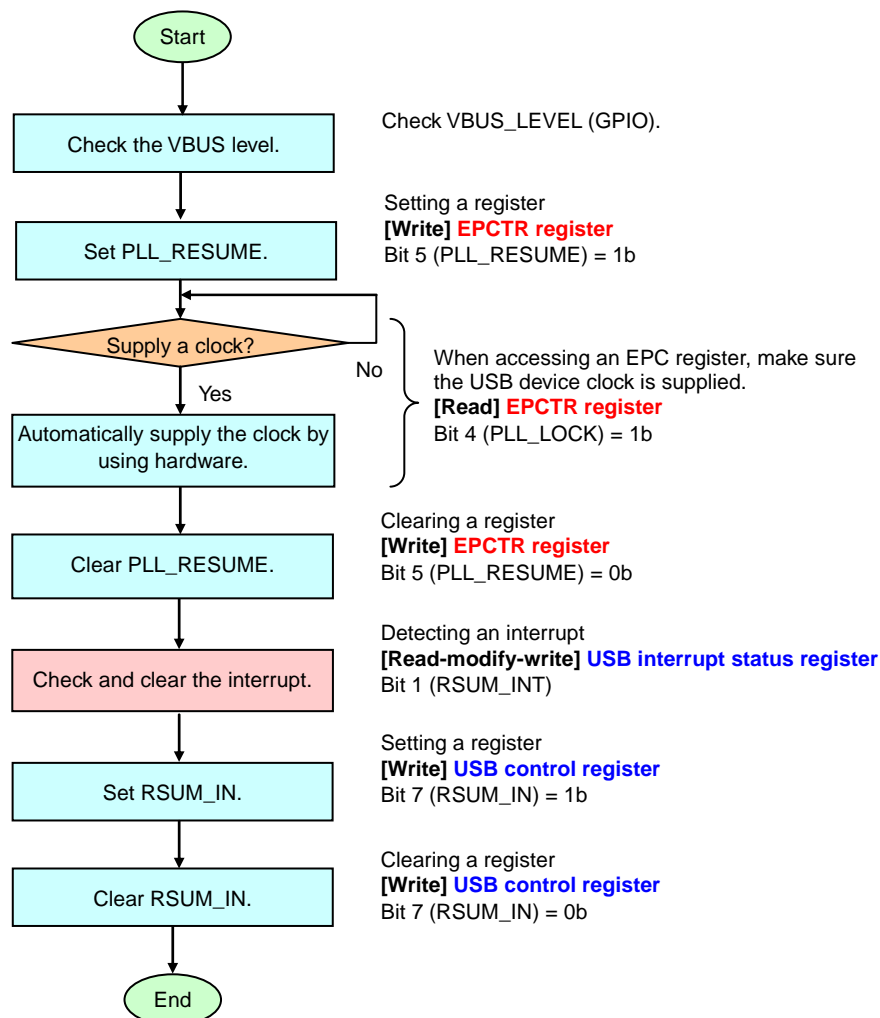 Start
Check the VBUS level.
Check VBUS_LEVEL (GPIO).
Set PLL_RESUME.
Setting a register
[Write] EPCTR register
Bit 5 (PLL_RESUME) = 1b
Supply a clock?
No
Yes
Automatically supply the clock by
using hardware.
When accessing an EPC register, make sure
the USB device clock is supplied.
[Read] EPCTR register
Bit 4 (PLL_LOCK) = 1b
Clear PLL_RESUME.
Clearing a register
[Write] EPCTR register
Bit 5 (PLL_RESUME) = 0b
Check and clear the interrupt.
Detecting an interrupt
[Read-modify-write] USB interrupt status register
Bit 1 (RSUM_INT)
Set RSUM_IN.
Setting a register
[Write] USB control register
Bit 7 (RSUM_IN) = 1b
Clear RSUM_IN.
Clearing a register
[Write] USB control register
Bit 7 (RSUM_IN) = 0b
End